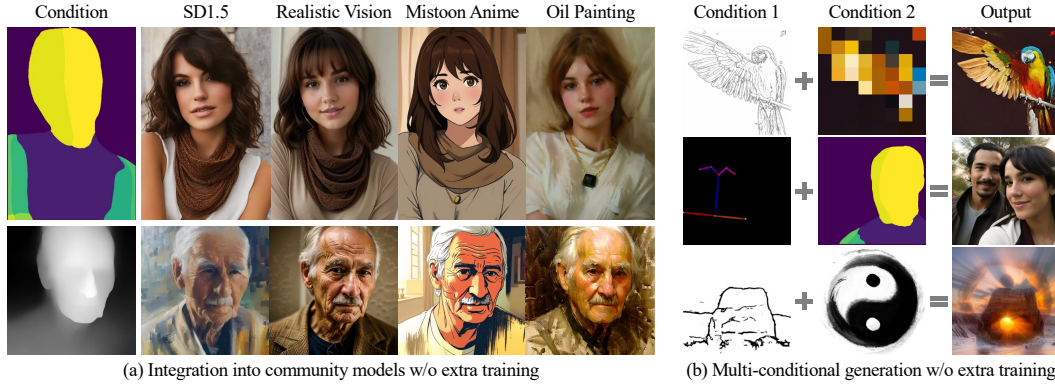 Condition SD1.5 Realistic Vision Mistoon Anime Oil Painting
(a) Integration into community models w/o extra training
Condition 1 Condition 2 Output
+ =
+ =
+ =
(b) Multi-conditional generation w/o extra training